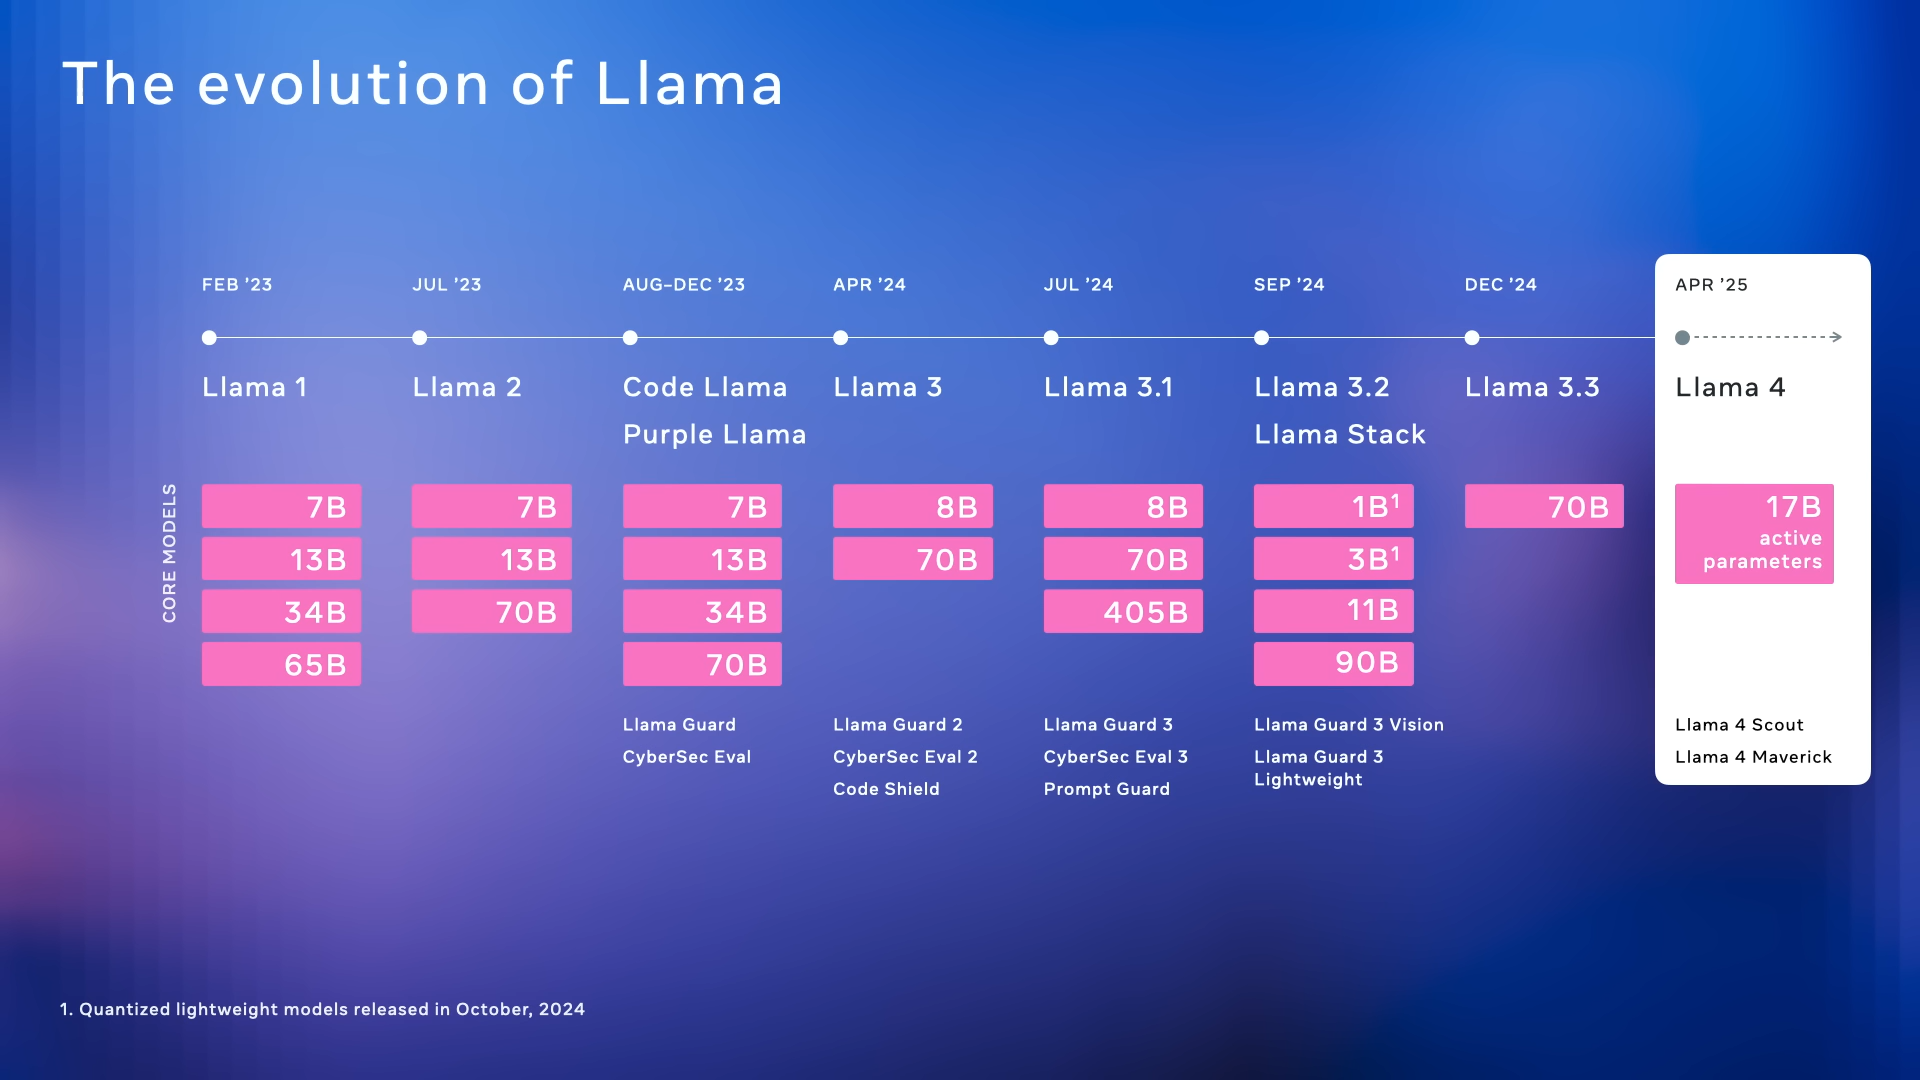 The evolution of Llama
FEB ’23
Llama 1
CORE MODELS
7B
13B
34B
65B
JUL ’23
Llama 2
7B
13B
70B
AUG–DEC ’23
Code Llama
Purple Llama
7B
13B
34B
70B
Llama Guard
CyberSec Eval
APR ’24
Llama 3
8B
70B
Llama Guard 2
CyberSec Eval 2
Code Shield
JUL ’24
Llama 3.1
8B
70B
405B
Llama Guard 3
CyberSec Eval 3
Prompt Guard
SEP ’24
Llama 3.2
Llama Stack
1B¹
3B¹
11B
90B
Llama Guard 3 Vision
Llama Guard 3
Lightweight
DEC ’24
Llama 3.3
70B
APR ’25
Llama 4
17B
active
parameters
Llama 4 Scout
Llama 4 Maverick
1. Quantized lightweight models released in October, 2024